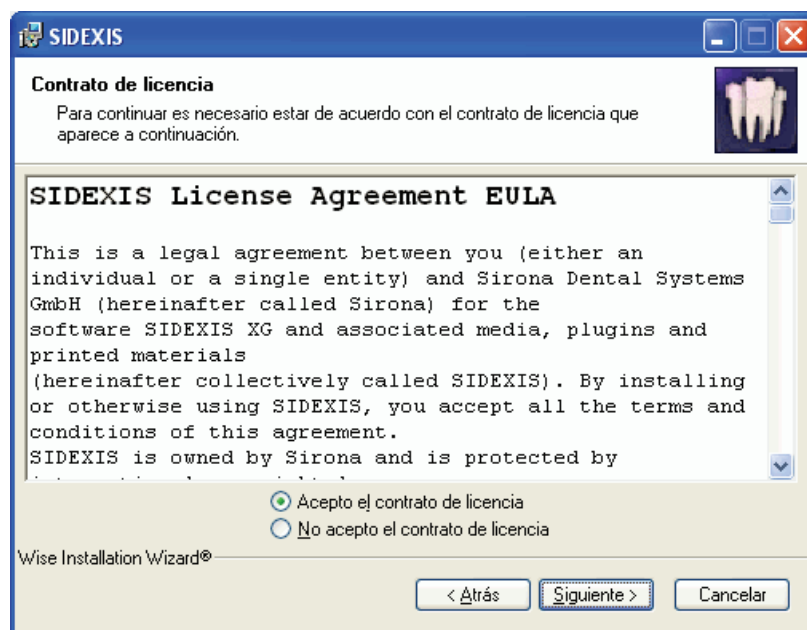 SIDEXIS
Contrato de licencia
Para continuar es necesario estar de acuerdo con el contrato de licencia que
aparece a continuación.
SIDEXIS License Agreement EULA
This is a legal agreement between you (either an
individual or a single entity) and Sirona Dental Systems
GmbH (hereinafter called Sirona) for the
software SIDEXIS XG and associated media, plugins and
printed materials
(hereinafter collectively called SIDEXIS). By installing
or otherwise using SIDEXIS, you accept all the terms and
conditions of this agreement.
SIDEXIS is owned by Sirona and is protected by
Acepto el contrato de licencia
No acepto el contrato de licencia
Wise Installation Wizard®
< Atrás
Siguiente >
Cancelar